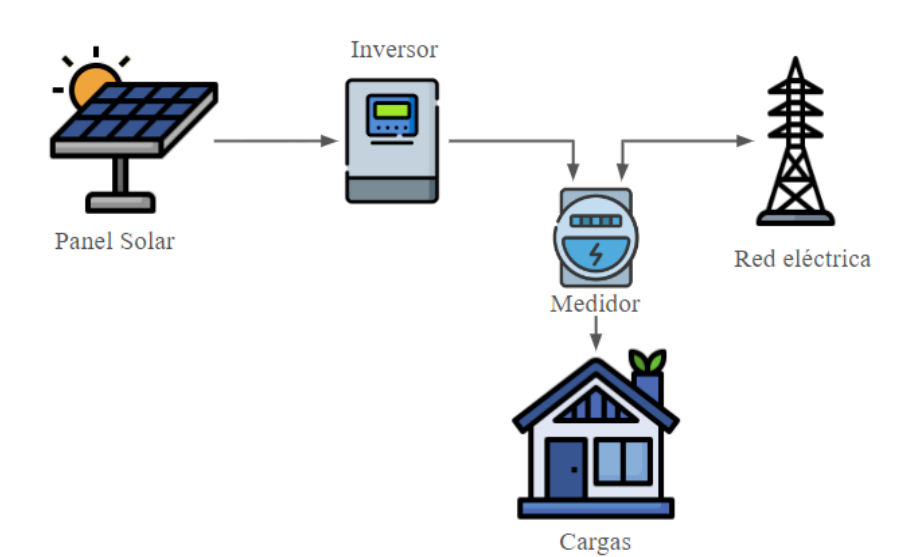 Inversor
Panel Solar
Red eléctrica
Medidor
Cargas